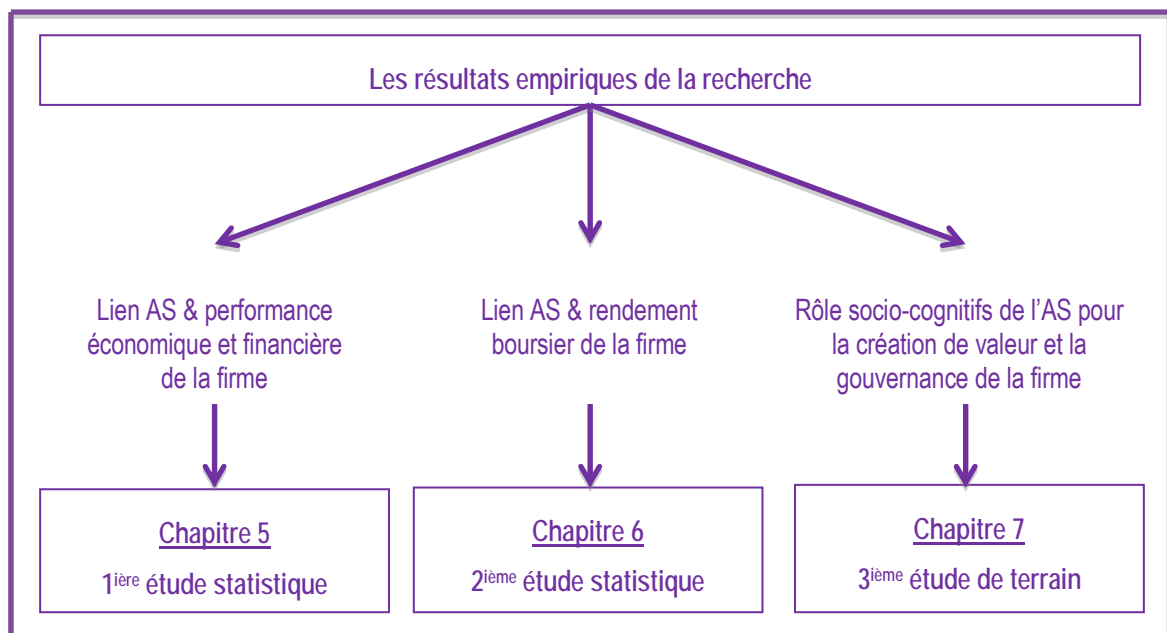 Les résultats empiriques de la recherche
Lien AS & performance
économique et financière
de la firme
Lien AS & rendement
boursier de la firme
Rôle socio-cognitifs de l'AS pour
la création de valeur et la
gouvernance de la firme
Chapitre 5
1ière étude statistique
Chapitre 6
2ième étude statistique
Chapitre 7
3ième étude de terrain